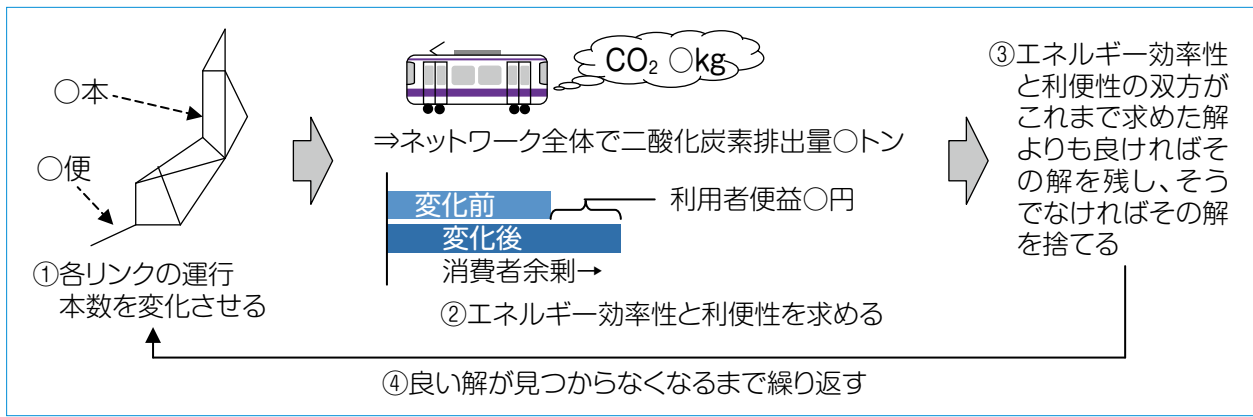 ○本
○便
①各リンクの運行
本数を変化させる
CO₂ ○kg
⇒ネットワーク全体で二酸化炭素排出量○トン
変化前
利用者便益○円
変化後
消費者余剰→
②エネルギー効率性と利便性を求める
③エネルギー効率性
と利便性の双方が
これまで求めた解
よりも良ければそ
の解を残し、そう
でなければその解
を捨てる
④良い解が見つからなくなるまで繰り返す